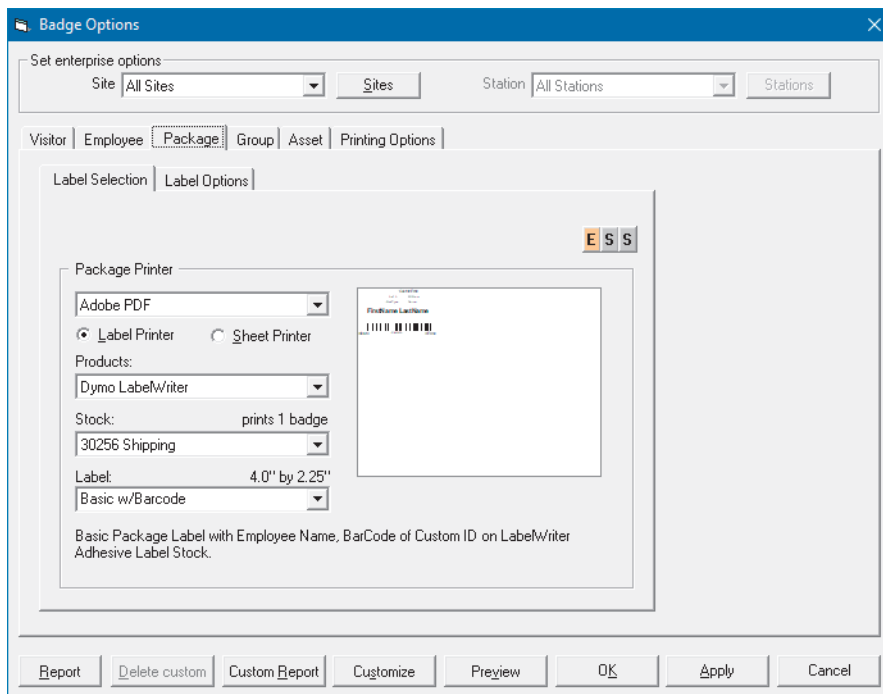 Badge Options
Set enterprise options
Site All Sites Sites Station All Stations Stations
Visitor Employee Package Group Asset Printing Options
Label Selection Label Options
E S S
Package Printer
Adobe PDF
Label Printer Sheet Printer
Products:
Dymo LabelWriter
Stock: prints 1 badge
30256 Shipping
Label: 4.0" by 2.25"
Basic w/Barcode
FirstName LastName
Basic Package Label with Employee Name, BarCode of Custom ID on LabelWriter
Adhesive Label Stock.
Report Delete custom Custom Report Customize Preview OK Apply Cancel